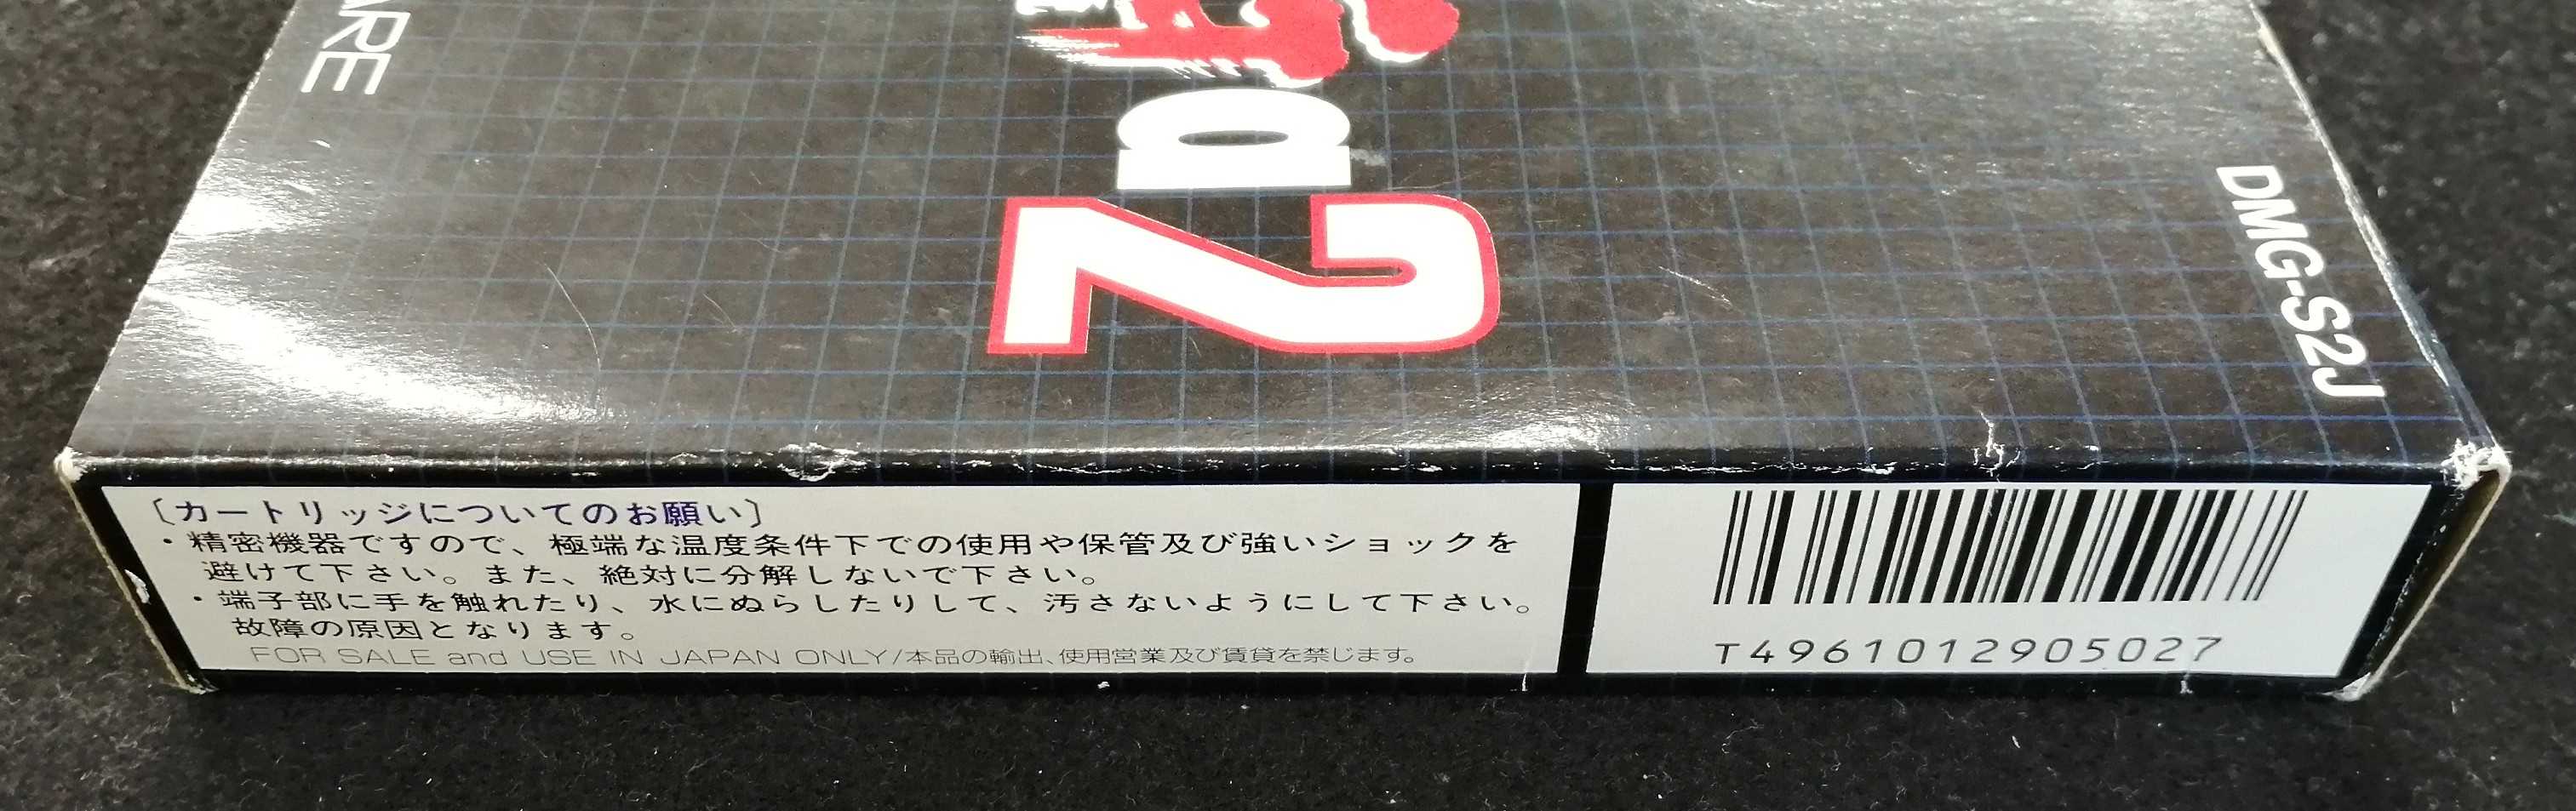 ARE
a2
DMG-S2J
〔カートリッジについてのお願い〕
・精密機器ですので、極端な温度条件下での使用や保管及び強いショックを
避けて下さい。また、絶対に分解しないで下さい。
・端子部に手を触れたり、水にぬらしたりして、汚さないようにして下さい。
故障の原因となります。
FOR SALE and USE IN JAPAN ONLY/本品の輸出、使用営業及び賃貸を禁じます。
T4961012905027